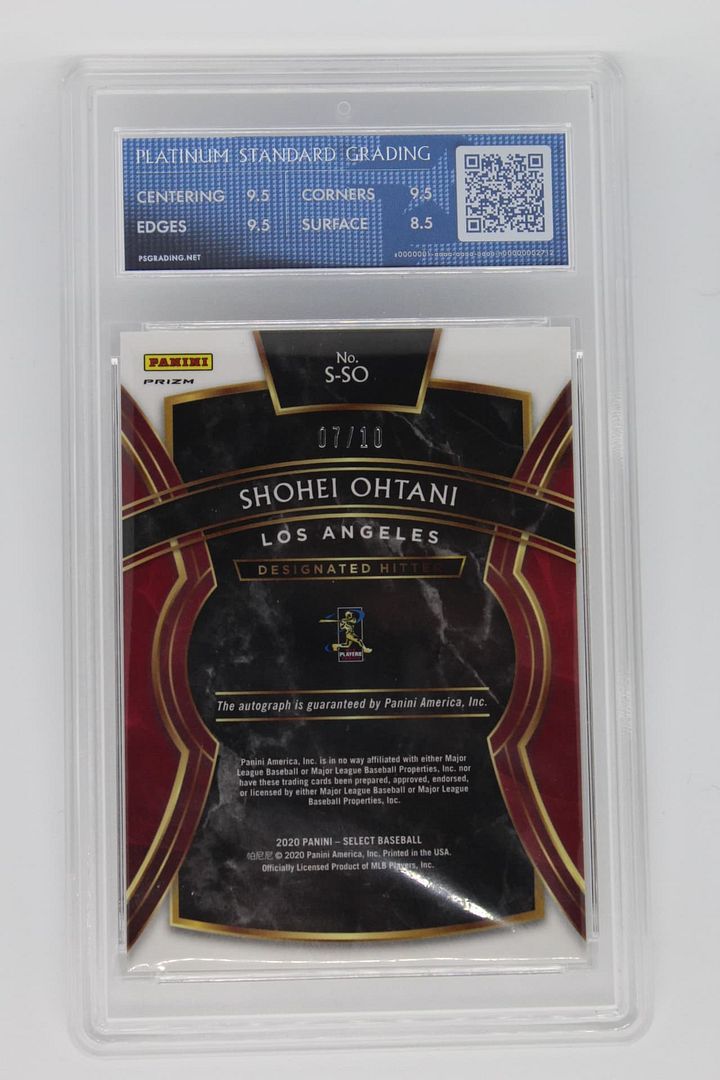 PLATINUM STANDARD GRADING
CENTERING 9.5 CORNERS 9.5
EDGES 9.5 SURFACE 8.5
PSGRADING.NET
PANINI
PRIZM
No.
S-SO
07/10
SHOHEI OHTANI
LOS ANGELES
DESIGNATED HITTER
PLAYERS
The autograph is guaranteed by Panini America, Inc.
Panini America, Inc. is in no way affiliated with either Major
League Baseball or Major League Baseball Properties, Inc. nor
have these trading cards been prepared, approved, endorsed,
or licensed by either Major League Baseball or Major League
Baseball Properties, Inc.
2020 PANINI – SELECT BASEBALL
帕尼尼 © 2020 Panini America, Inc. Printed in the USA.
Officially Licensed Product of MLB Players, Inc.